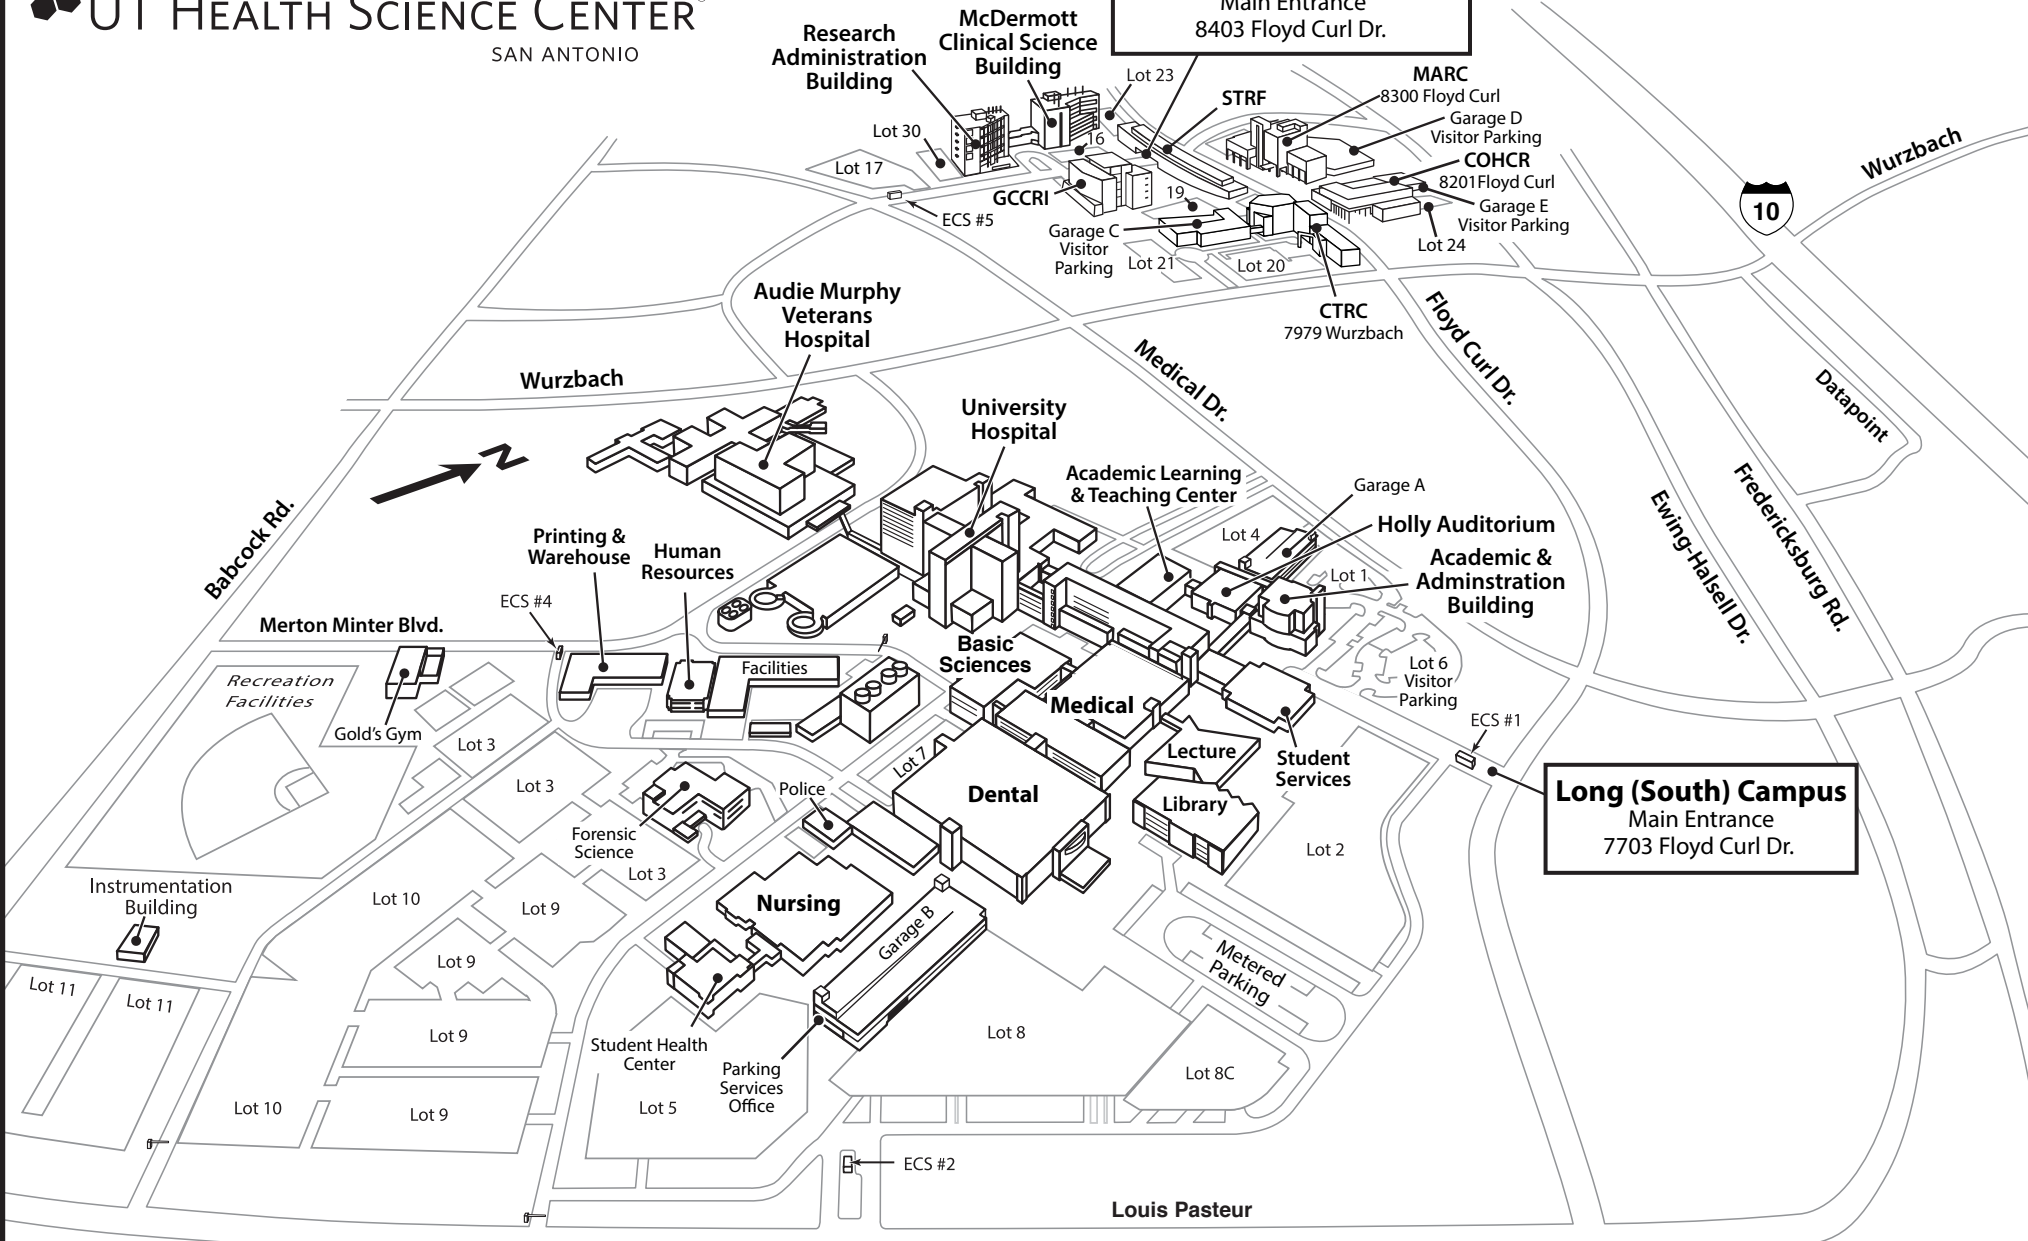 UT HEALTH SCIENCE CENTER
SAN ANTONIO
Main Entrance
8403 Floyd Curl Dr.
McDermott
Clinical Science
Building
Research
Administration
Building
Lot 23
STRF
MARC
8300 Floyd Curl
Garage D
Visitor Parking
COHCR
8201Floyd Curl
Garage E
Visitor Parking
Lot 24
Wurzbach
10
Lot 30
Lot 17
16
GCCRI
ECS #5
19
Garage C
Visitor
Parking
Lot 21
Lot 20
CTRC
7979 Wurzbach
Audie Murphy
Veterans
Hospital
Wurzbach
Medical Dr.
Floyd Curl Dr.
Datapoint
Fredericksburg Rd.
Ewing-Halsell Dr.
N
Babcock Rd.
University
Hospital
Academic Learning
& Teaching Center
Garage A
Lot 4
Holly Auditorium
Academic &
Adminstration
Building
Lot 1
Printing &
Warehouse
Human
Resources
ECS #4
Merton Minter Blvd.
Facilities
Basic
Sciences
Medical
Lot 6
Visitor
Parking
ECS #1
Recreation
Facilities
Gold's Gym
Lot 3
Lot 3
Lot 7
Lecture
Student
Services
Police
Dental
Library
Long (South) Campus
Main Entrance
7703 Floyd Curl Dr.
Forensic
Science
Lot 3
Lot 2
Instrumentation
Building
Lot 10
Lot 9
Nursing
Garage B
Lot 9
Metered
Parking
Lot 11
Lot 11
Lot 9
Student Health
Center
Parking
Services
Office
Lot 8
Lot 8C
Lot 10
Lot 9
Lot 5
ECS #2
Louis Pasteur